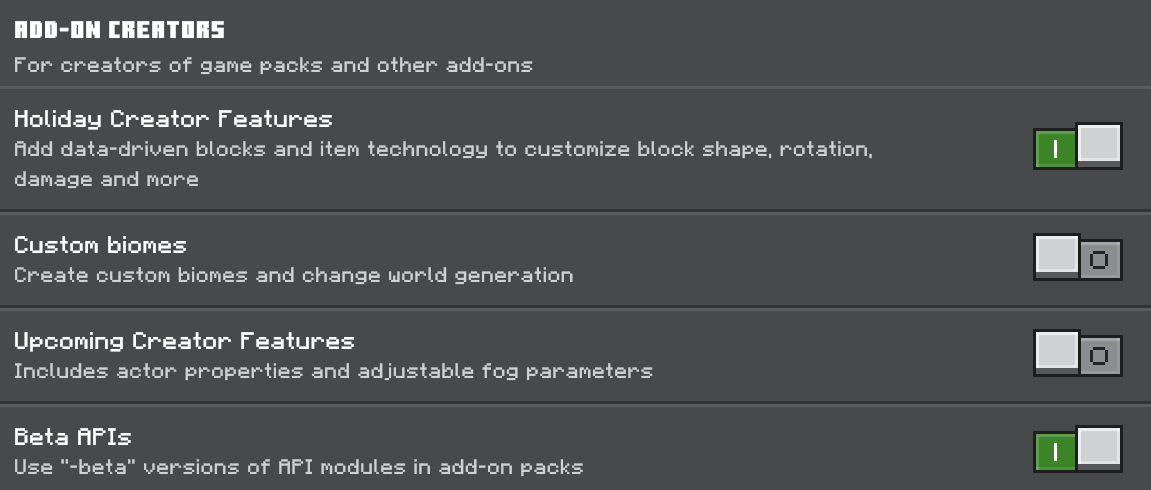 ADD-ON CREATORS
For creators of game packs and other add-ons
Holiday Creator Features
Add data-driven blocks and item technology to customize block shape, rotation,
damage and more
Custom biomes
Create custom biomes and change world generation
Upcoming Creator Features
Includes actor properties and adjustable fog parameters
Beta APIs
Use "-beta" versions of API modules in add-on packs